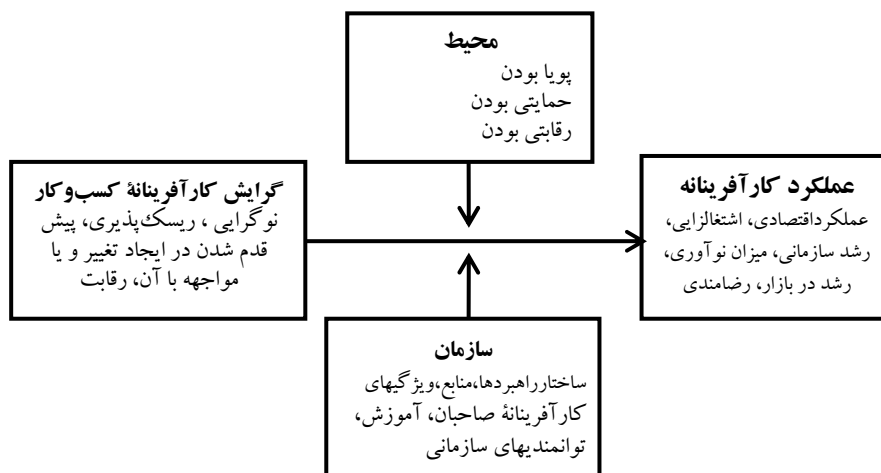 محیط
پویا بودن
حمایتی بودن
رقابتی بودن
گرایش کارآفرینانۀ کسب‌وکار
نوگرایی ، ریسک‌پذیری، پیش
قدم شدن در ایجاد تغییر و یا
مواجهه با آن، رقابت
عملکرد کارآفرینانه
عملکرداقتصادی، اشتغالزایی،
رشد سازمانی، میزان نوآوری،
رشد در بازار، رضامندی
سازمان
ساختارراهبردها،منابع،ویژگیهای
کارآفرینانۀ صاحبان، آموزش،
توانمندیهای سازمانی